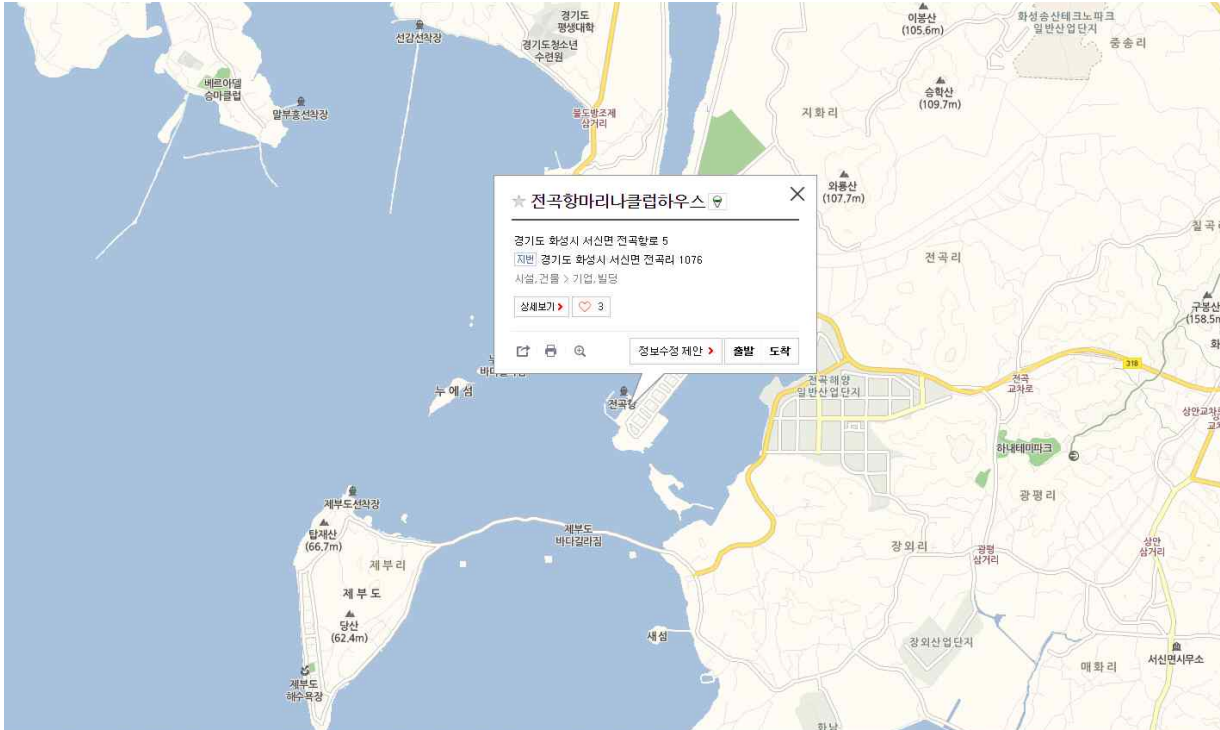 경기도
평생대학
선감선착장
경기도청소년
수련원
이봉산
(105.6m)
화성송산테크노파크
일반산업단지
중송리
베르아델
승마클럽
말부흥선착장
불도방조제
삼거리
지화리
승학산
(109.7m)
와룡산
(107.7m)
전곡항마리나클럽하우스
경기도 화성시 서신면 전곡항로 5
지번 경기도 화성시 서신면 전곡리 1076
시설,건물 > 기업,빌딩
상세보기 > 3
정보수정 제안 > 출발 도착
칠곡
전곡리
구봉산
(158.5m
화
318
누에섬
전곡항
전곡해양
일반산업단지
전곡
교차로
상안교차
하내테마파크
광평리
제부도선착장
탑재산
(66.7m)
제부리
제부도
바다갈라짐
장외리
광평
삼거리
상안
삼거리
제부도
당산
(62.4m)
새섬
장외산업단지
매화리
서신면사무소
제부도
해수욕장
하남